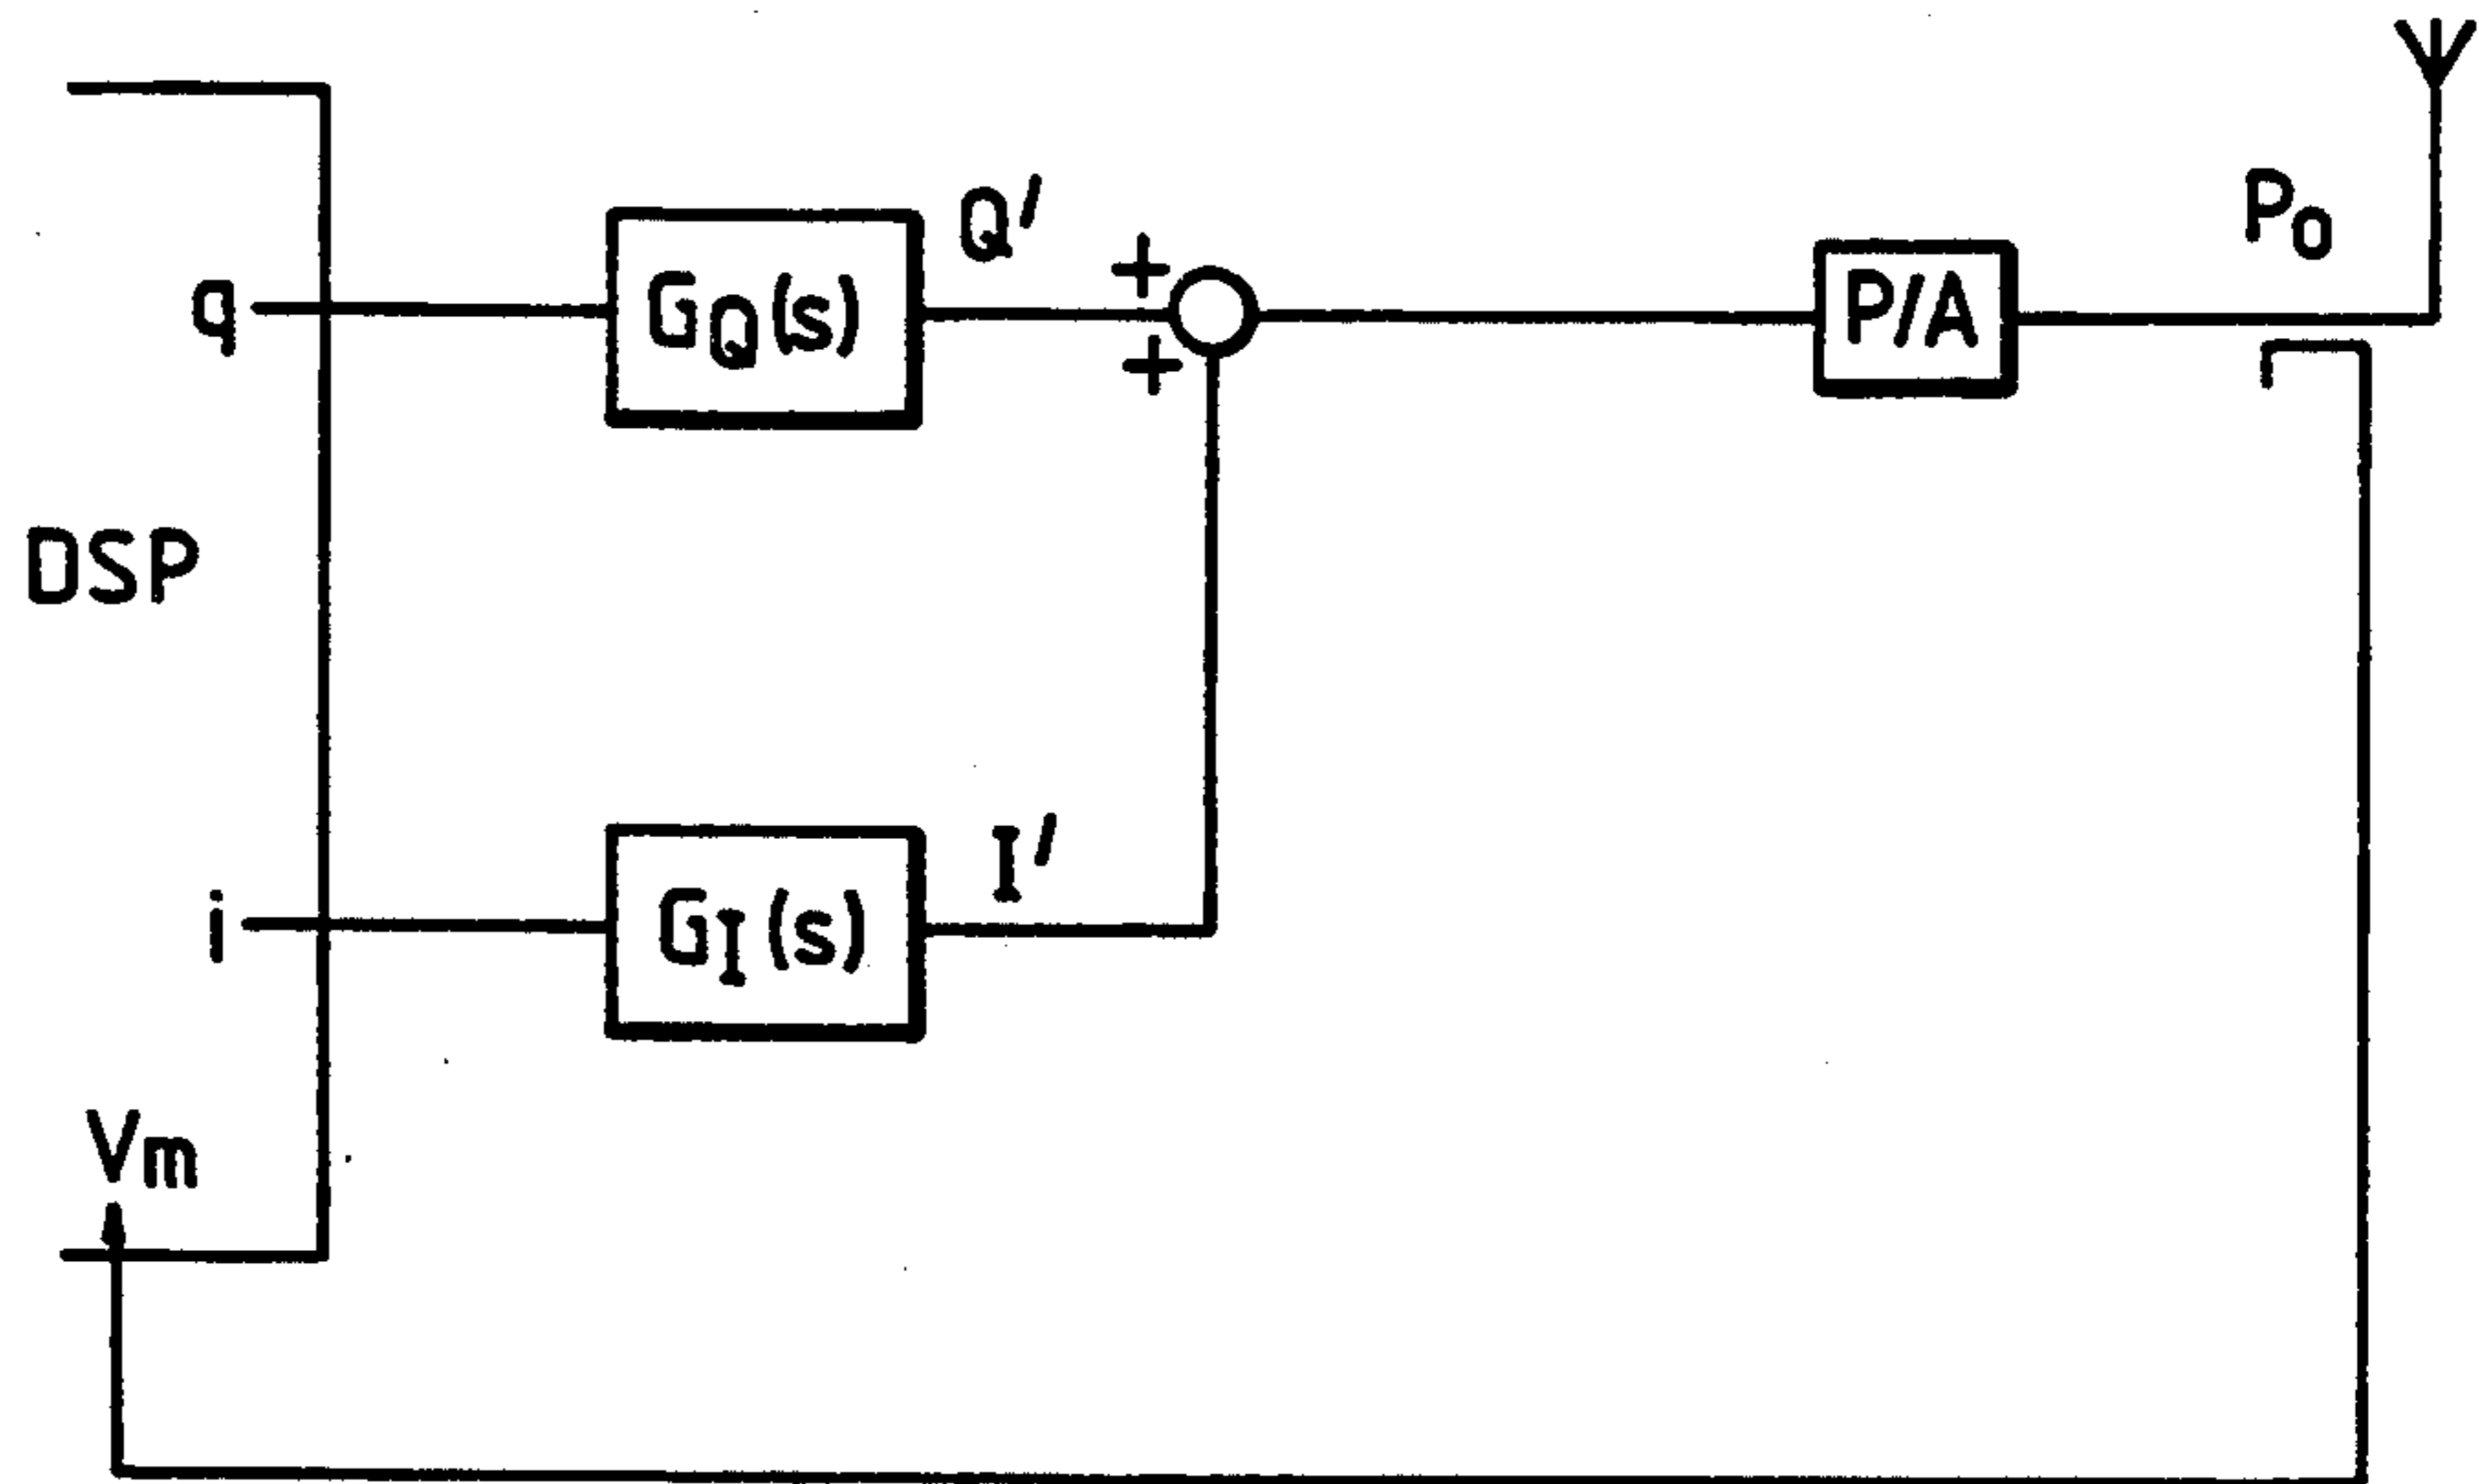 Q'
Po
q
GQ(s)
+
P/A
+
DSP
I'
i
GI(s)
Vm